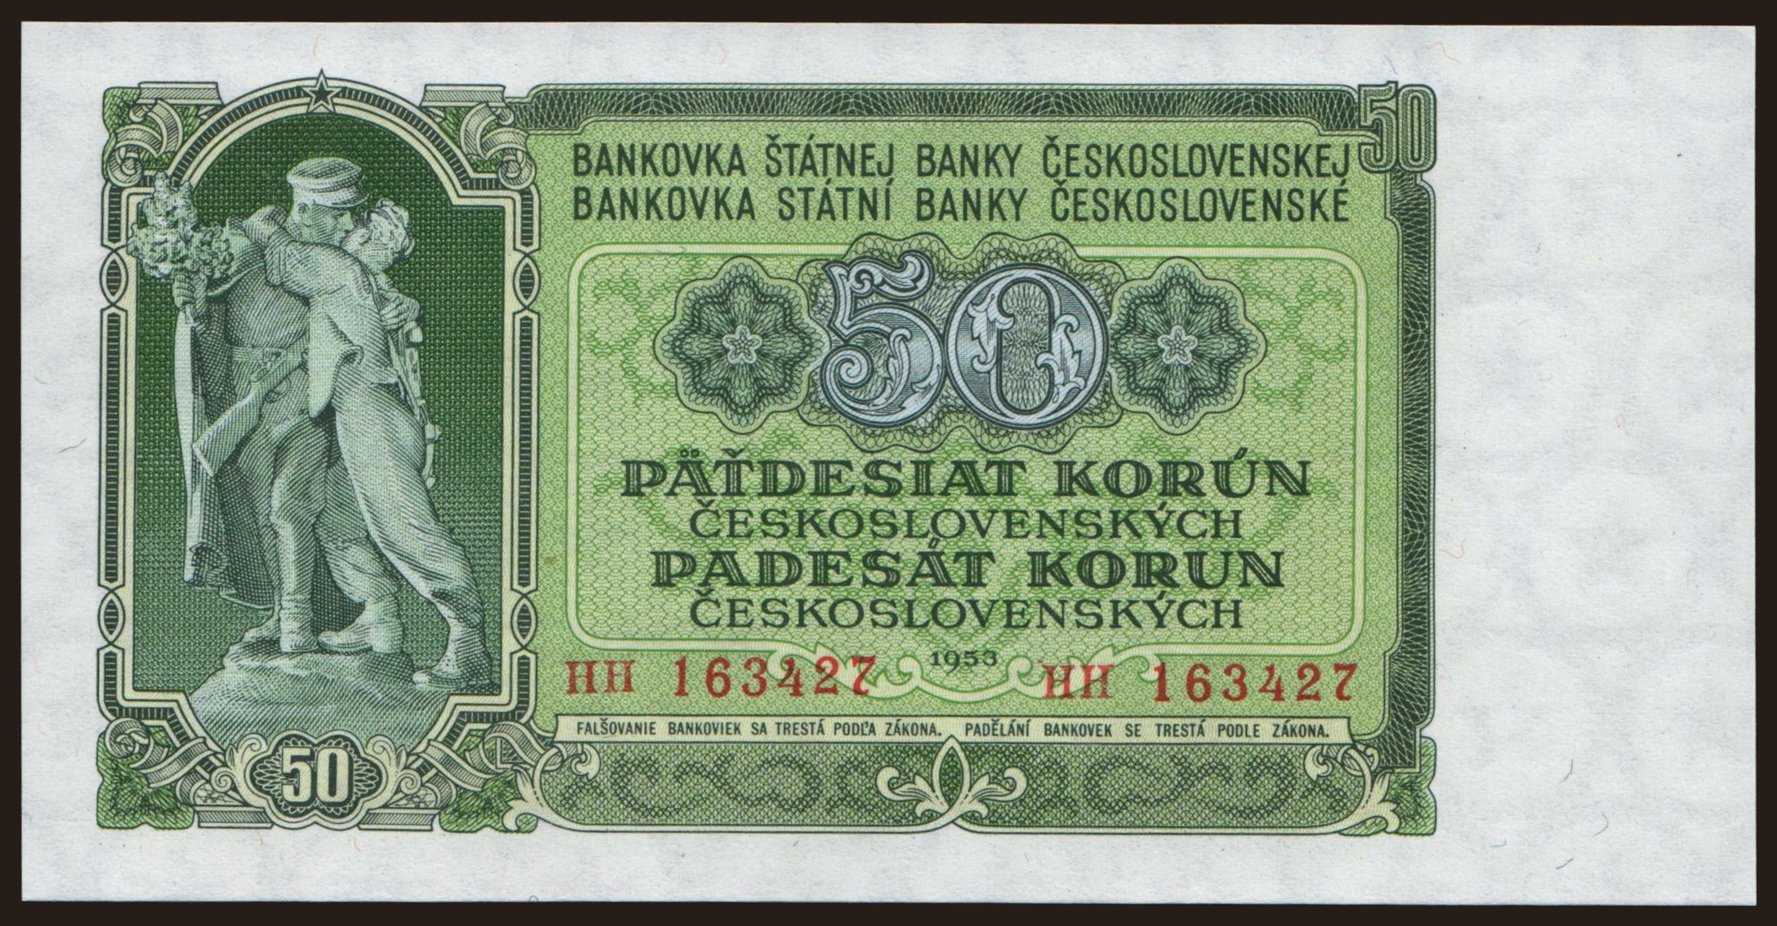 50
BANKOVKA ŠTÁTNEJ BANKY ČESKOSLOVENSKEJ
BANKOVKA STÁTNÍ BANKY ČESKOSLOVENSKÉ
50
PÄŤDESIAT KORÚN
ČESKOSLOVENSKÝCH
PADESÁT KORUN
ČESKOSLOVENSKÝCH
1953
HH 163427 HH 163427
FALŠOVANIE BANKOVIEK SA TRESTÁ PODĽA ZÁKONA. PADĚLÁNÍ BANKOVEK SE TRESTÁ PODLE ZÁKONA.
50